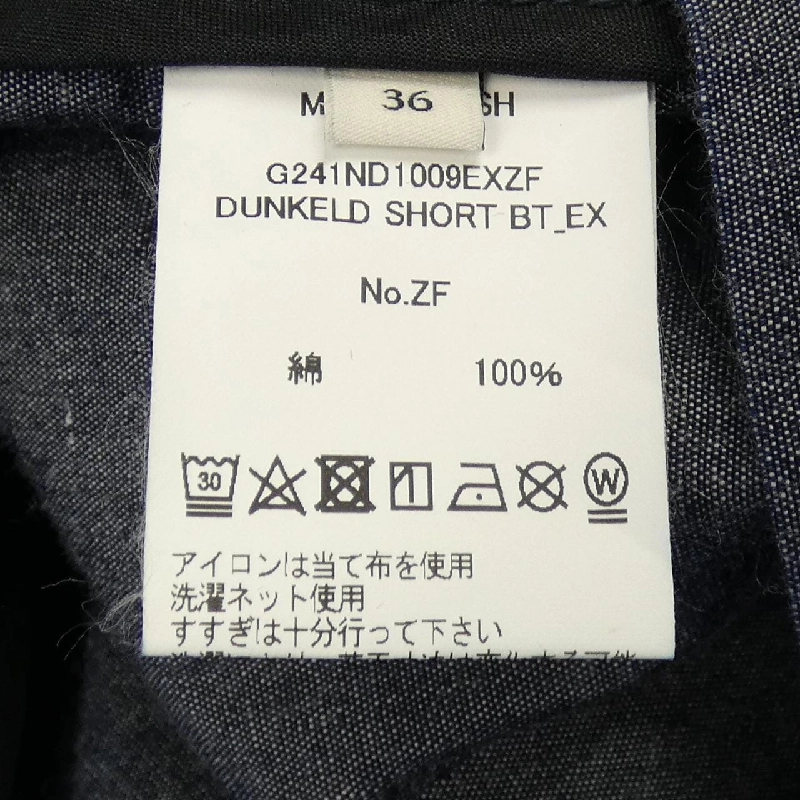 36
G241ND1009EXZF
DUNKELD SHORT BT_EX
No.ZF
綿 100%
30 W
アイロンは当て布を使用
洗濯ネット使用
すすぎは十分行って下さい